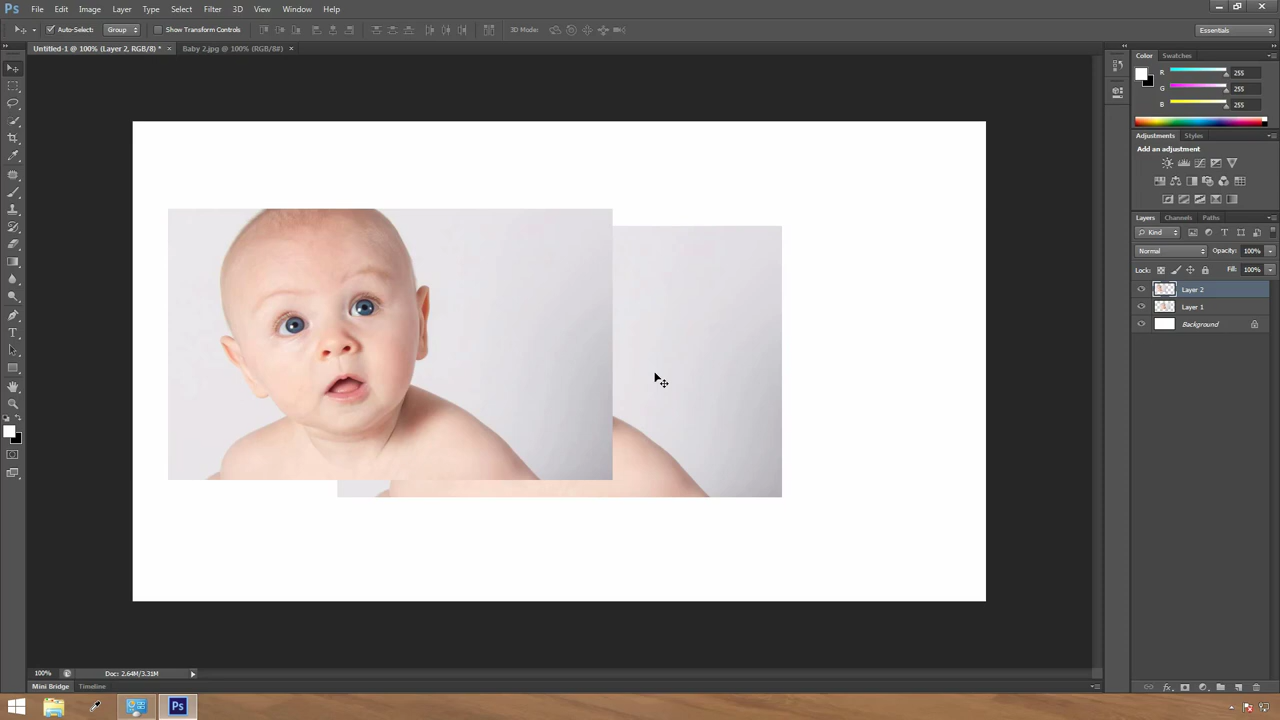 Ps File Edit Image Layer Type Select Filter 3D View Window Help
Auto-Select: Group Show Transform Controls 3D Mode: Essentials
Untitled-1 @ 100% (Layer 2, RGB/8) * × Baby 2.jpg @ 100% (RGB/8#) ×
Color Swatches
R 255
G 255
B 255
Adjustments Styles
Add an adjustment
Layers Channels Paths
Kind
Normal Opacity: 100%
Lock: Fill: 100%
Layer 2
Layer 1
Background
100% Doc: 2.64M/3.31M
Mini Bridge Timeline
Ps